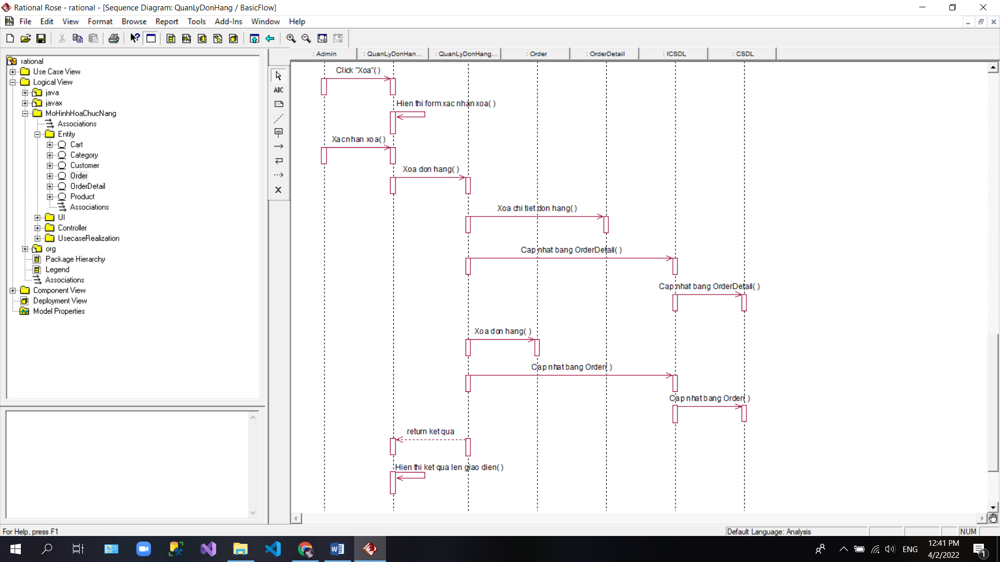 Rational Rose - rational - [Sequence Diagram: QuanLyDonHang / BasicFlow]
File Edit View Format Browse Report Tools Add-Ins Window Help
rational
Use Case View
Logical View
java
javax
MoHinhHoaChucNang
Associations
Entity
Cart
Category
Customer
Order
OrderDetail
Product
Associations
UI
Controller
UsecaseRealization
org
Package Hierarchy
Legend
Associations
Component View
Deployment View
Model Properties
ABC
: Admin : QuanLyDonHan... : QuanLyDonHang... : Order : OrderDetail : ICSDL : CSDL
Click "Xoa"( )
Hien thi form xac nhan xoa( )
Xac nhan xoa( )
Xoa don hang( )
Xoa chi tiet don hang( )
Cap nhat bang OrderDetail( )
Cap nhat bang OrderDetail( )
Xoa don hang( )
Cap nhat bang Order( )
Cap nhat bang Order( )
return ket qua
Hien thi ket qua len giao dien( )
For Help, press F1
Default Language: Analysis
NUM
ENG
12:41 PM
4/2/2022
1